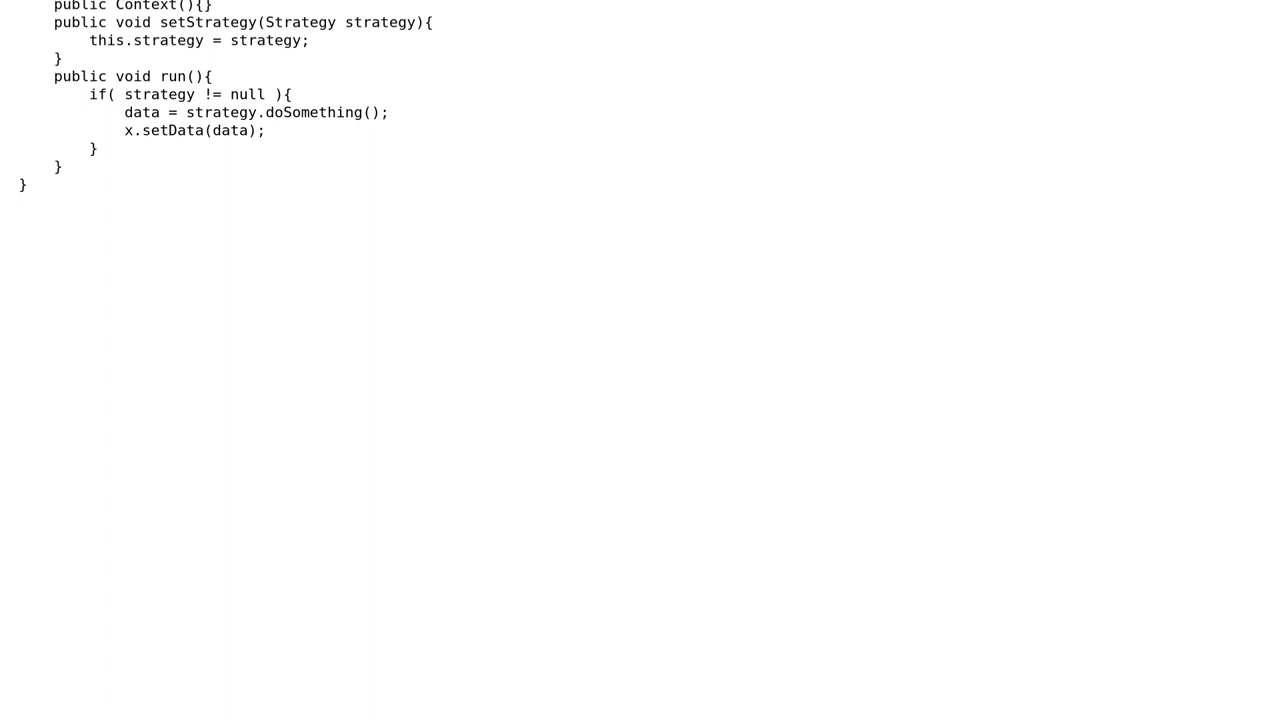 public Context(){}
    public void setStrategy(Strategy strategy){
        this.strategy = strategy;
    }
    public void run(){
        if( strategy != null ){
            data = strategy.doSomething();
            x.setData(data);
        }
    }
}